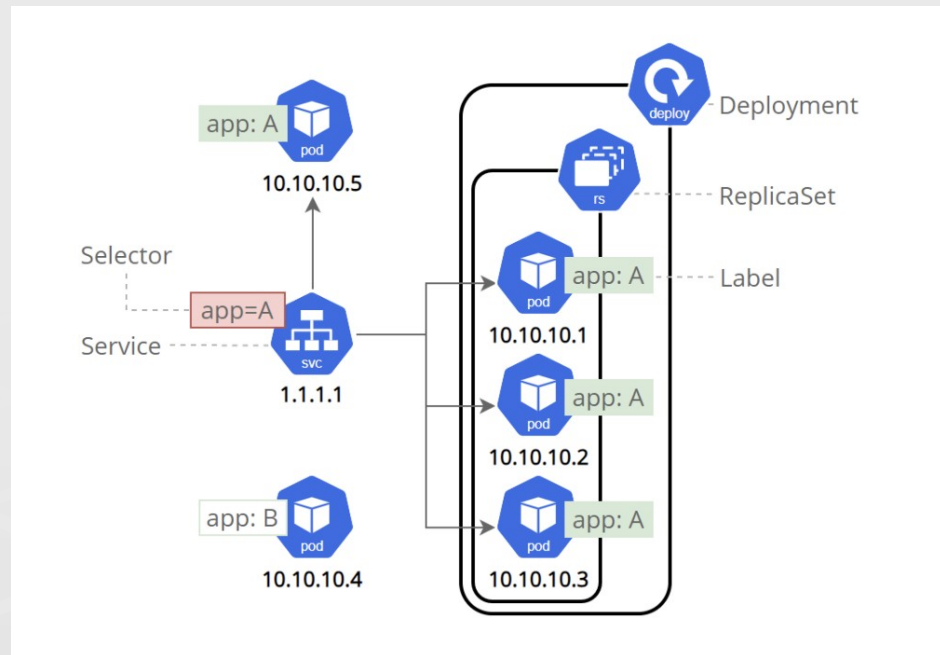 app: A
pod
10.10.10.5
deploy
Deployment
rs
ReplicaSet
Selector
app=A
Service
svc
1.1.1.1
pod
app: A
Label
10.10.10.1
pod
app: A
10.10.10.2
app: B
pod
10.10.10.4
pod
app: A
10.10.10.3